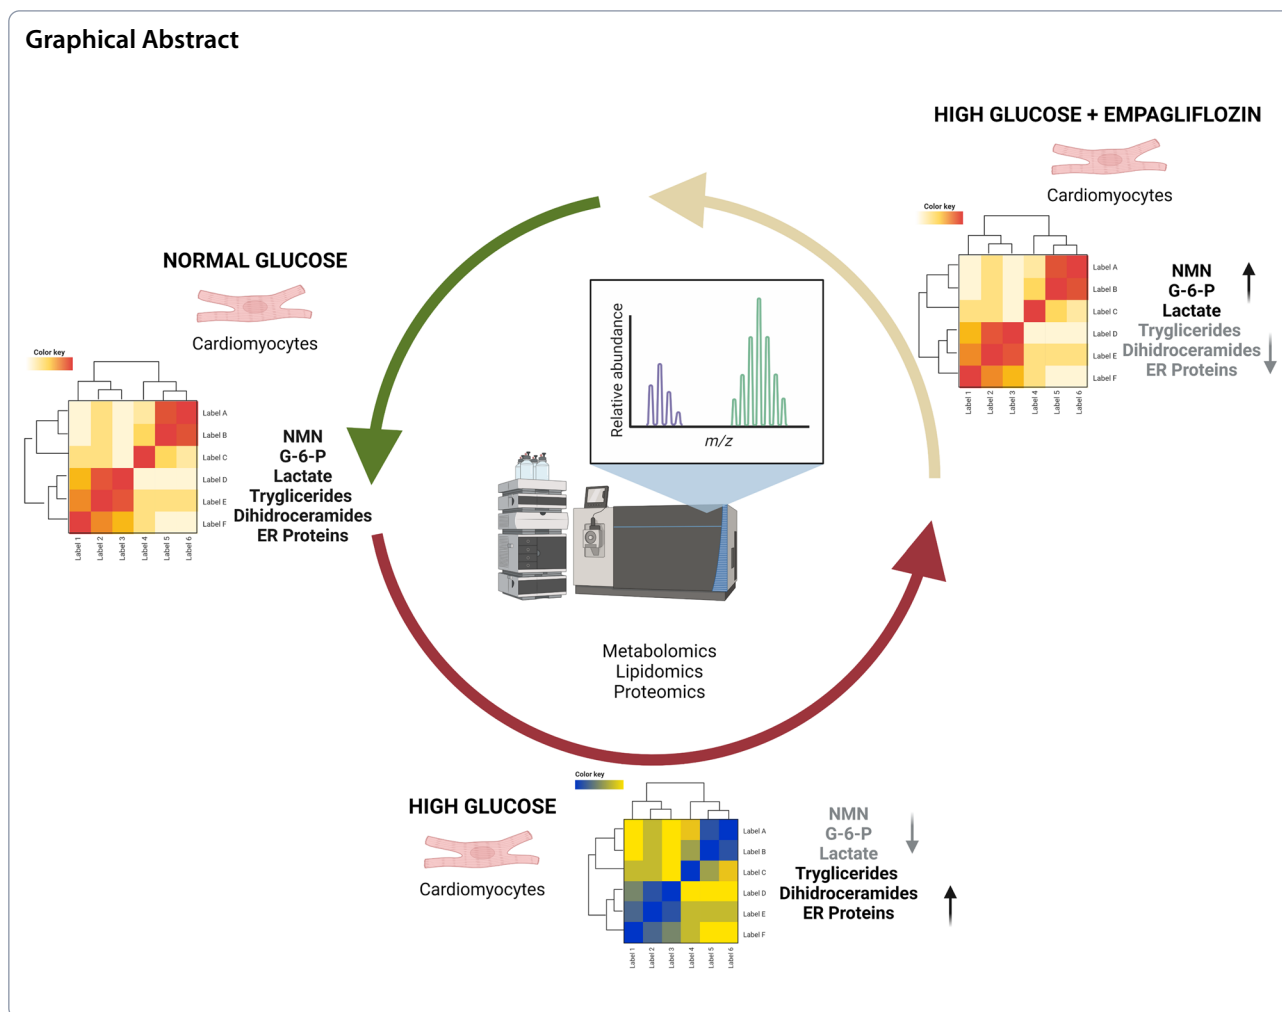 Graphical Abstract
HIGH GLUCOSE + EMPAGLIFLOZIN
Cardiomyocytes
Color key
Label A
Label B
Label C
Label D
Label E
Label F
Label 1
Label 2
Label 3
Label 4
Label 5
Label 6
NMN
G-6-P
Lactate
Tryglicerides
Dihidroceramides
ER Proteins
NORMAL GLUCOSE
Cardiomyocytes
Color key
Label A
Label B
Label C
Label D
Label E
Label F
Label 1
Label 2
Label 3
Label 4
Label 5
Label 6
NMN
G-6-P
Lactate
Tryglicerides
Dihidroceramides
ER Proteins
Relative abundance
m/z
Metabolomics
Lipidomics
Proteomics
HIGH GLUCOSE
Cardiomyocytes
Color key
Label A
Label B
Label C
Label D
Label E
Label F
Label 1
Label 2
Label 3
Label 4
Label 5
Label 6
NMN
G-6-P
Lactate
Tryglicerides
Dihidroceramides
ER Proteins